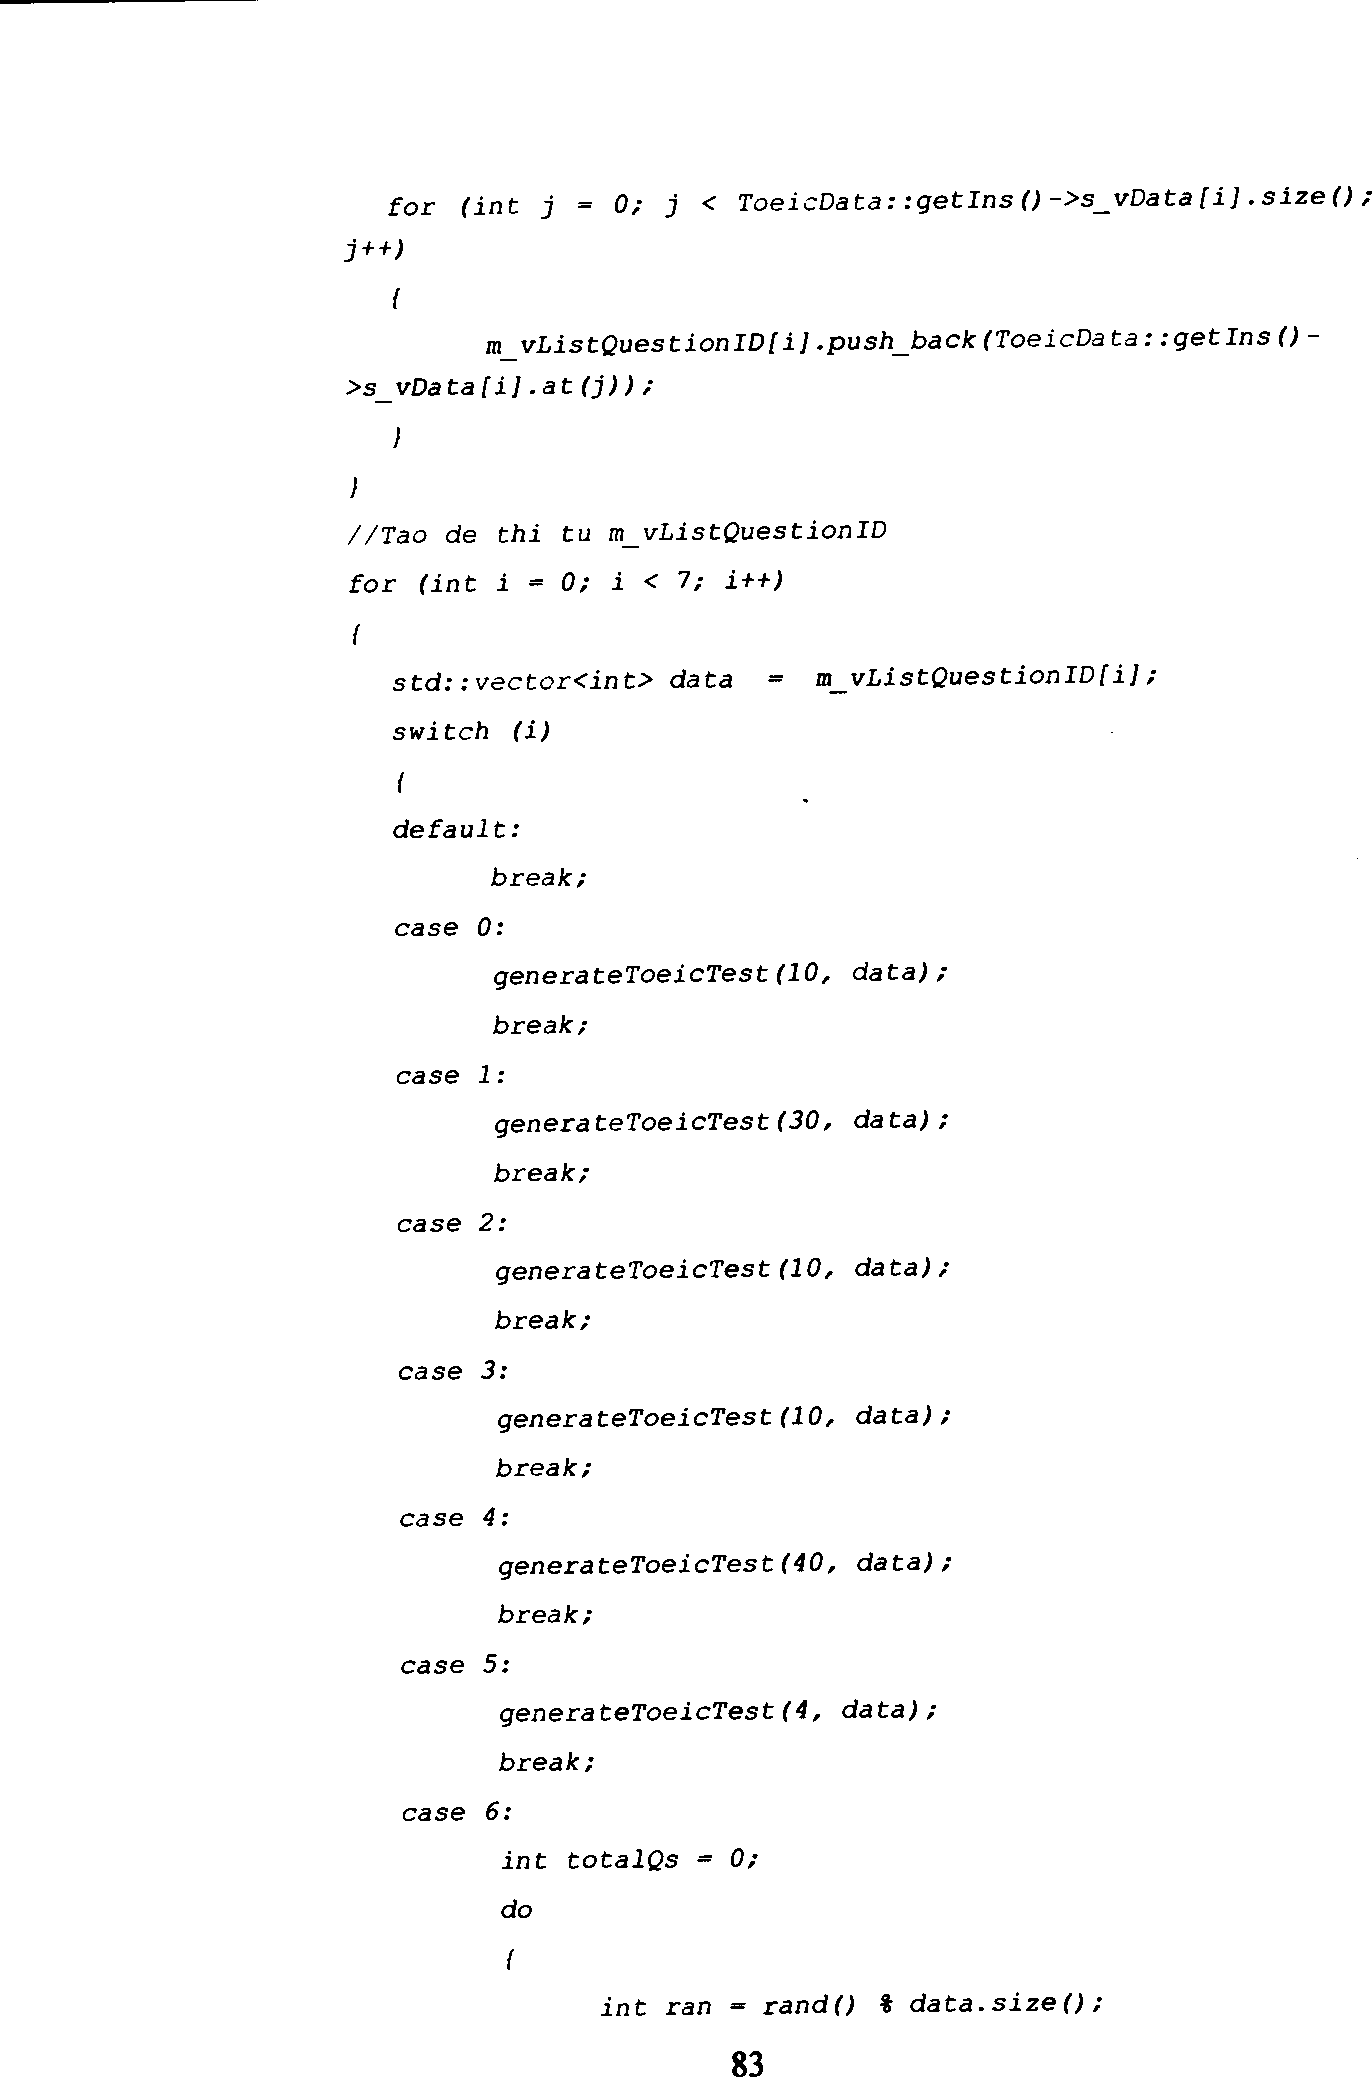 for (int j = 0; j < ToeicData::getIns()->s_vData[i].size();
j++)
{
m_vListQuestionID[i].push_back(ToeicData::getIns()-
>s_vData[i].at(j));
}
}
//Tao de thi tu m_vListQuestionID
for (int i = 0; i < 7; i++)
{
std::vector<int> data = m_vListQuestionID[i];
switch (i)
{
default:
break;
case 0:
generateToeicTest(10, data);
break;
case 1:
generateToeicTest(30, data);
break;
case 2:
generateToeicTest(10, data);
break;
case 3:
generateToeicTest(10, data);
break;
case 4:
generateToeicTest(40, data);
break;
case 5:
generateToeicTest(4, data);
break;
case 6:
int totalQs = 0;
do
{
int ran = rand() % data.size();
83